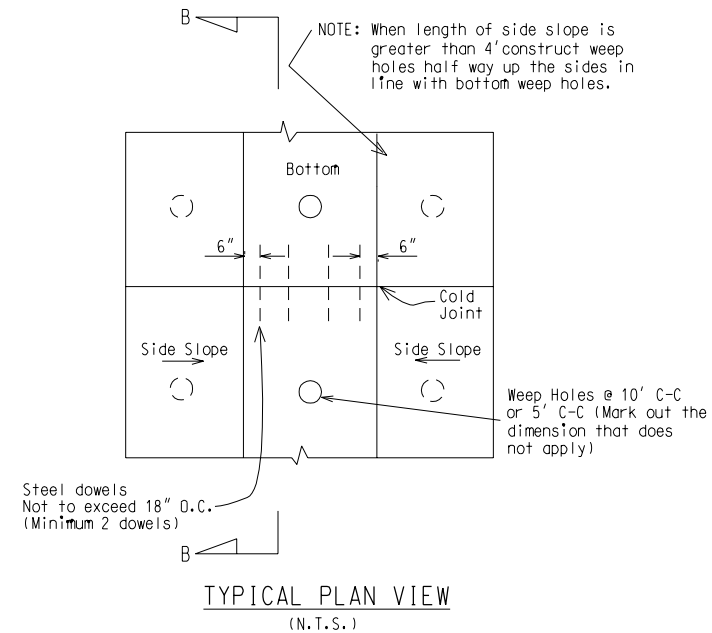 B
NOTE: When length of side slope is
greater than 4' construct weep
holes half way up the sides in
line with bottom weep holes.
Bottom
6"
6"
Cold
Joint
Side Slope
Side Slope
Weep Holes @ 10' C-C
or 5' C-C (Mark out the
dimension that does
not apply)
Steel dowels
Not to exceed 18" O.C.
(Minimum 2 dowels)
B
TYPICAL PLAN VIEW
(N.T.S.)